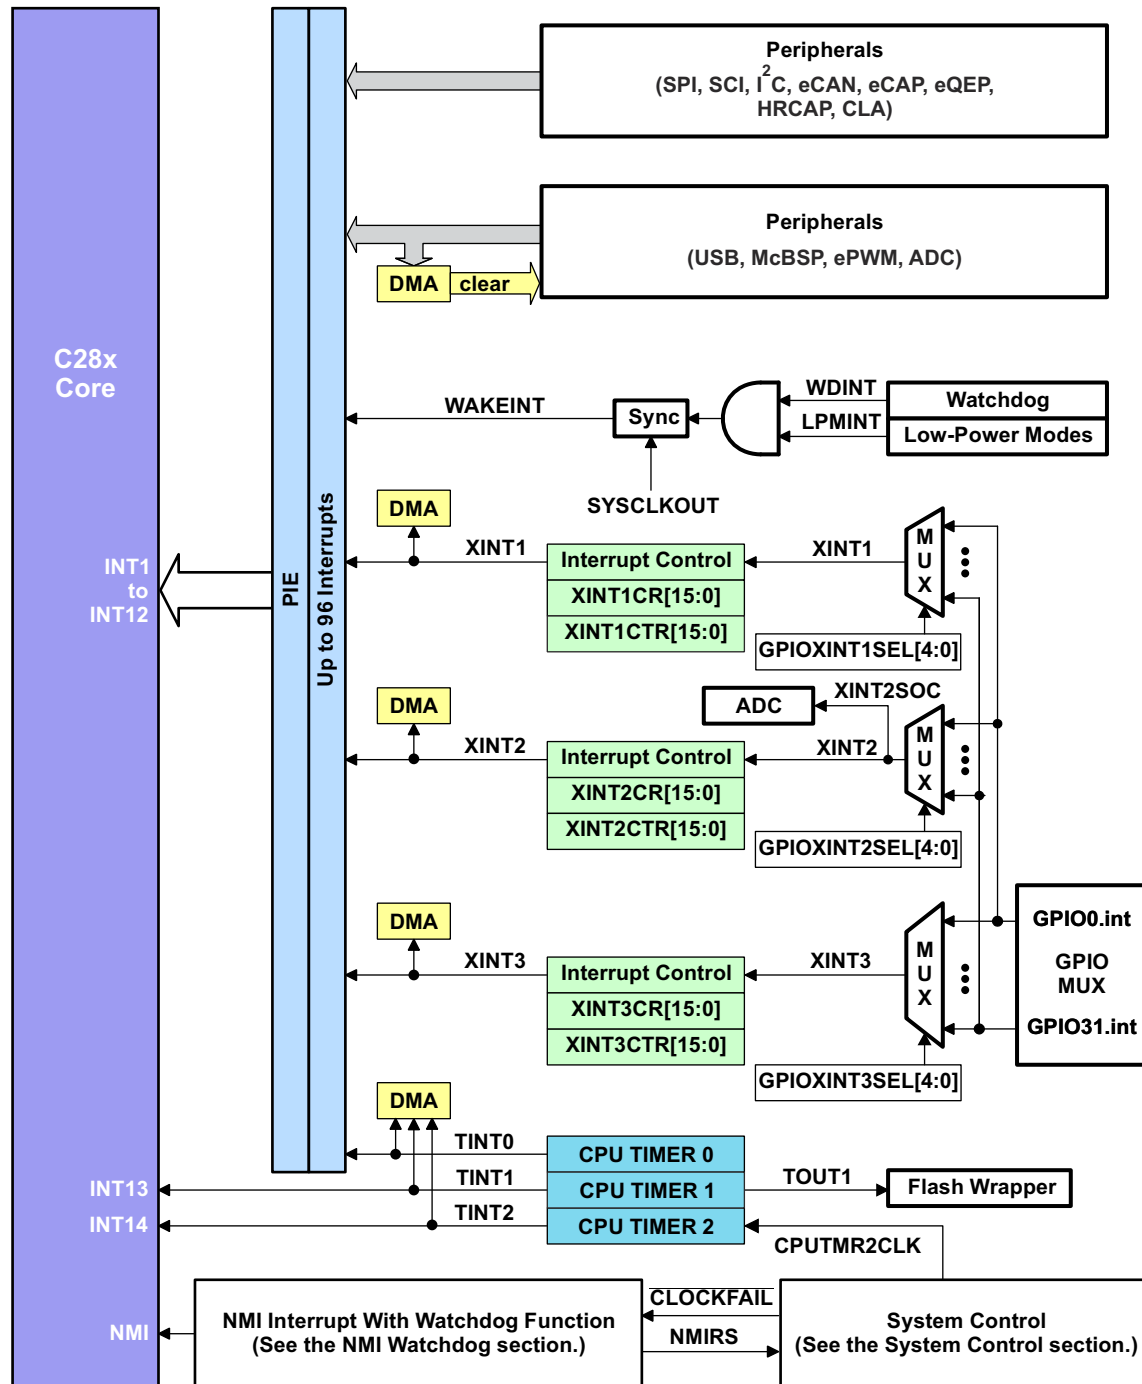 Peripherals
(SPI, SCI, I2C, eCAN, eCAP, eQEP,
HRCAP, CLA)
Peripherals
(USB, McBSP, ePWM, ADC)
DMA
clear
C28x
Core
WDINT
Watchdog
WAKEINT
Sync
LPMINT
Low-Power Modes
SYSCLKOUT
DMA
XINT1
Interrupt Control
XINT1
MUX
INT1
to
INT12
PIE
Up to 96 Interrupts
XINT1CR[15:0]
XINT1CTR[15:0]
GPIOXINT1SEL[4:0]
DMA
ADC
XINT2SOC
XINT2
Interrupt Control
XINT2
MUX
XINT2CR[15:0]
XINT2CTR[15:0]
GPIOXINT2SEL[4:0]
DMA
GPIO0.int
XINT3
Interrupt Control
XINT3
MUX
GPIO
MUX
XINT3CR[15:0]
GPIO31.int
XINT3CTR[15:0]
GPIOXINT3SEL[4:0]
DMA
TINT0
CPU TIMER 0
INT13
TINT1
CPU TIMER 1
TOUT1
Flash Wrapper
INT14
TINT2
CPU TIMER 2
CPUTMR2CLK
NMI
NMI Interrupt With Watchdog Function
(See the NMI Watchdog section.)
CLOCKFAIL
NMIRS
System Control
(See the System Control section.)